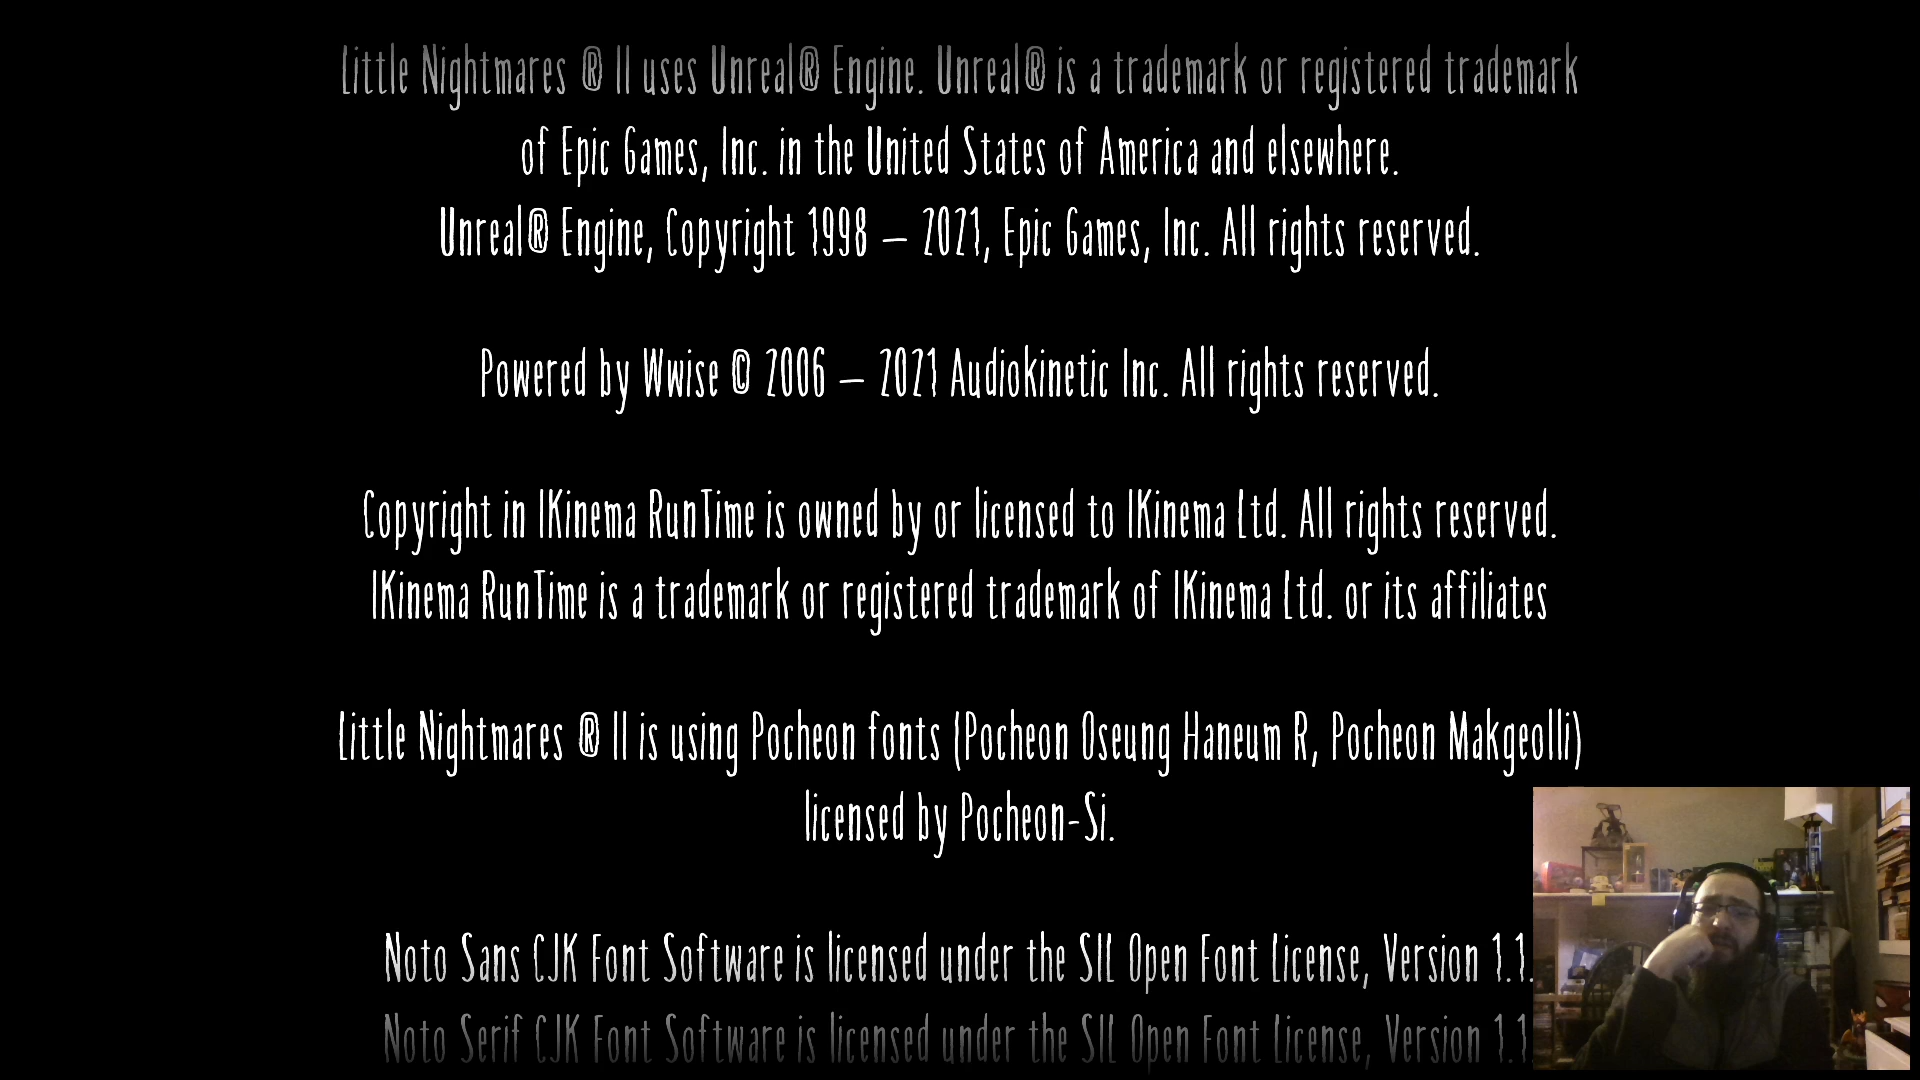 Little Nightmares ® II uses Unreal® Engine. Unreal® is a trademark or registered trademark
of Epic Games, Inc. in the United States of America and elsewhere.
Unreal® Engine, Copyright 1998 – 2021, Epic Games, Inc. All rights reserved.
Powered by Wwise © 2006 – 2021 Audiokinetic Inc. All rights reserved.
Copyright in IKinema RunTime is owned by or licensed to IKinema Ltd. All rights reserved.
IKinema RunTime is a trademark or registered trademark of IKinema Ltd. or its affiliates
Little Nightmares ® II is using Pocheon fonts (Pocheon Oseung Haneum R, Pocheon Makgeolli)
licensed by Pocheon-Si.
Noto Sans CJK Font Software is licensed under the SIL Open Font License, Version 1.1.
Noto Serif CJK Font Software is licensed under the SIL Open Font License, Version 1.1.